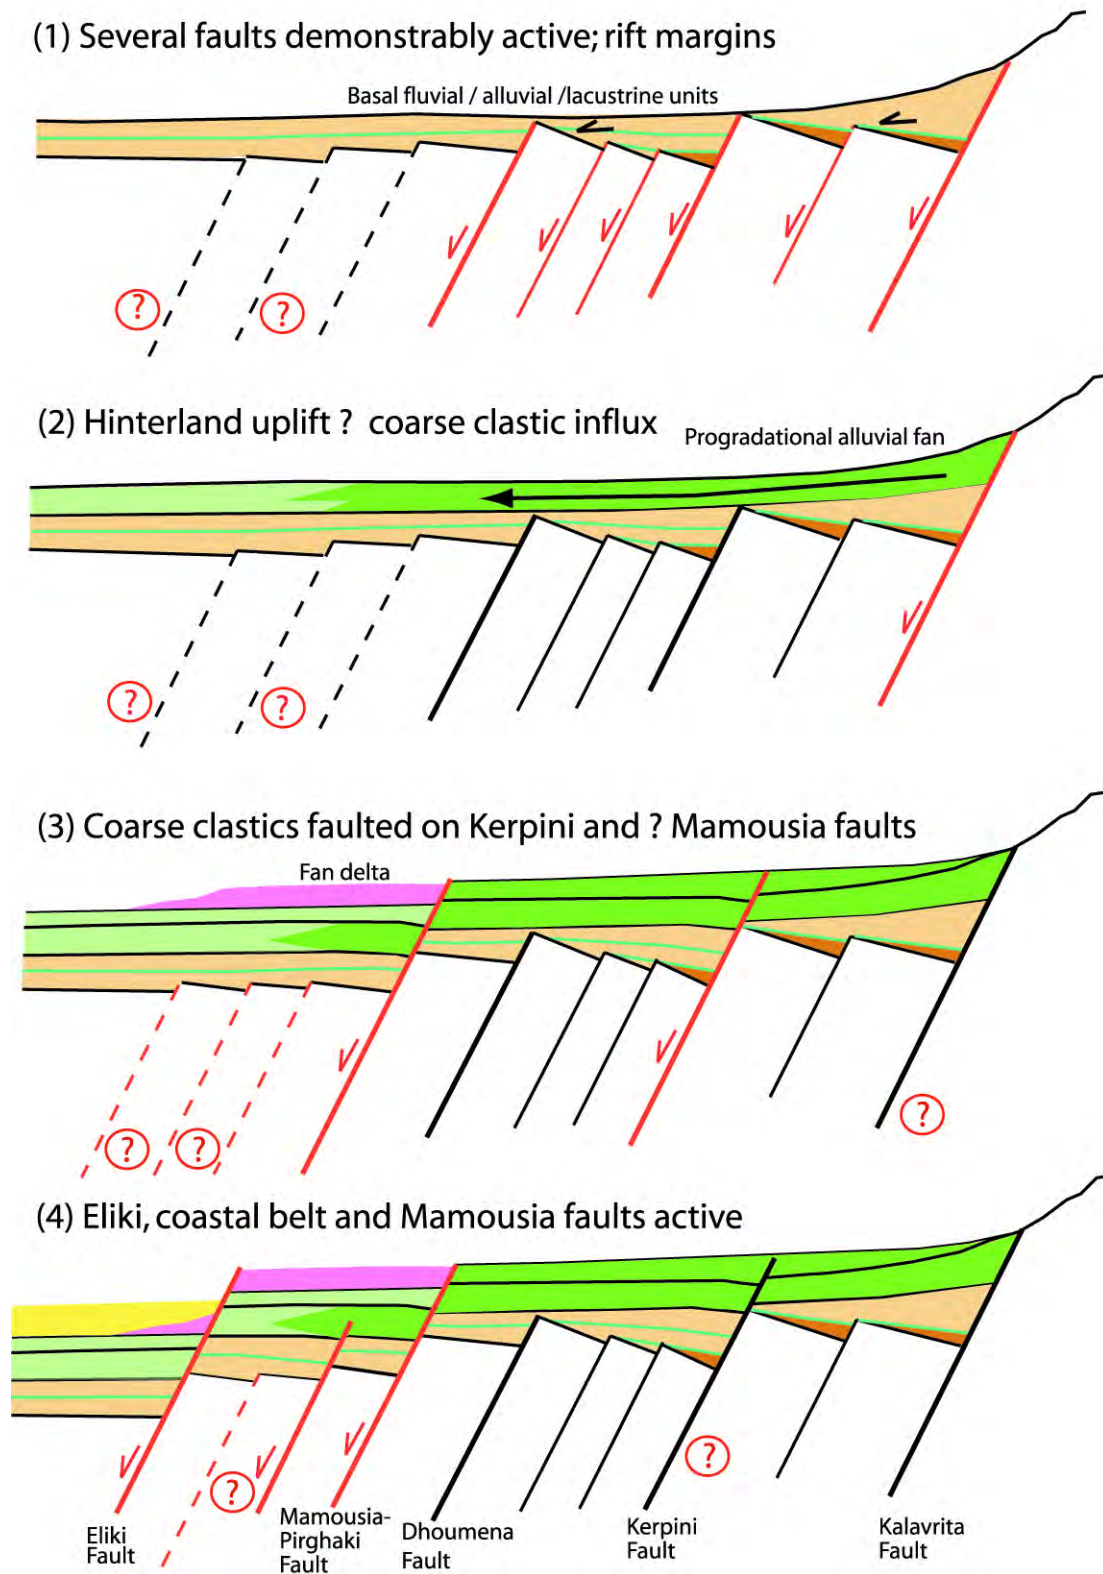 (1) Several faults demonstrably active; rift margins
Basal fluvial / alluvial /lacustrine units
?
?
(2) Hinterland uplift ? coarse clastic influx
Progradational alluvial fan
?
?
(3) Coarse clastics faulted on Kerpini and ? Mamousia faults
Fan delta
?
?
?
(4) Eliki, coastal belt and Mamousia faults active
?
?
Eliki
Fault
Mamousia-
Pirghaki
Fault
Dhoumena
Fault
Kerpini
Fault
Kalavrita
Fault